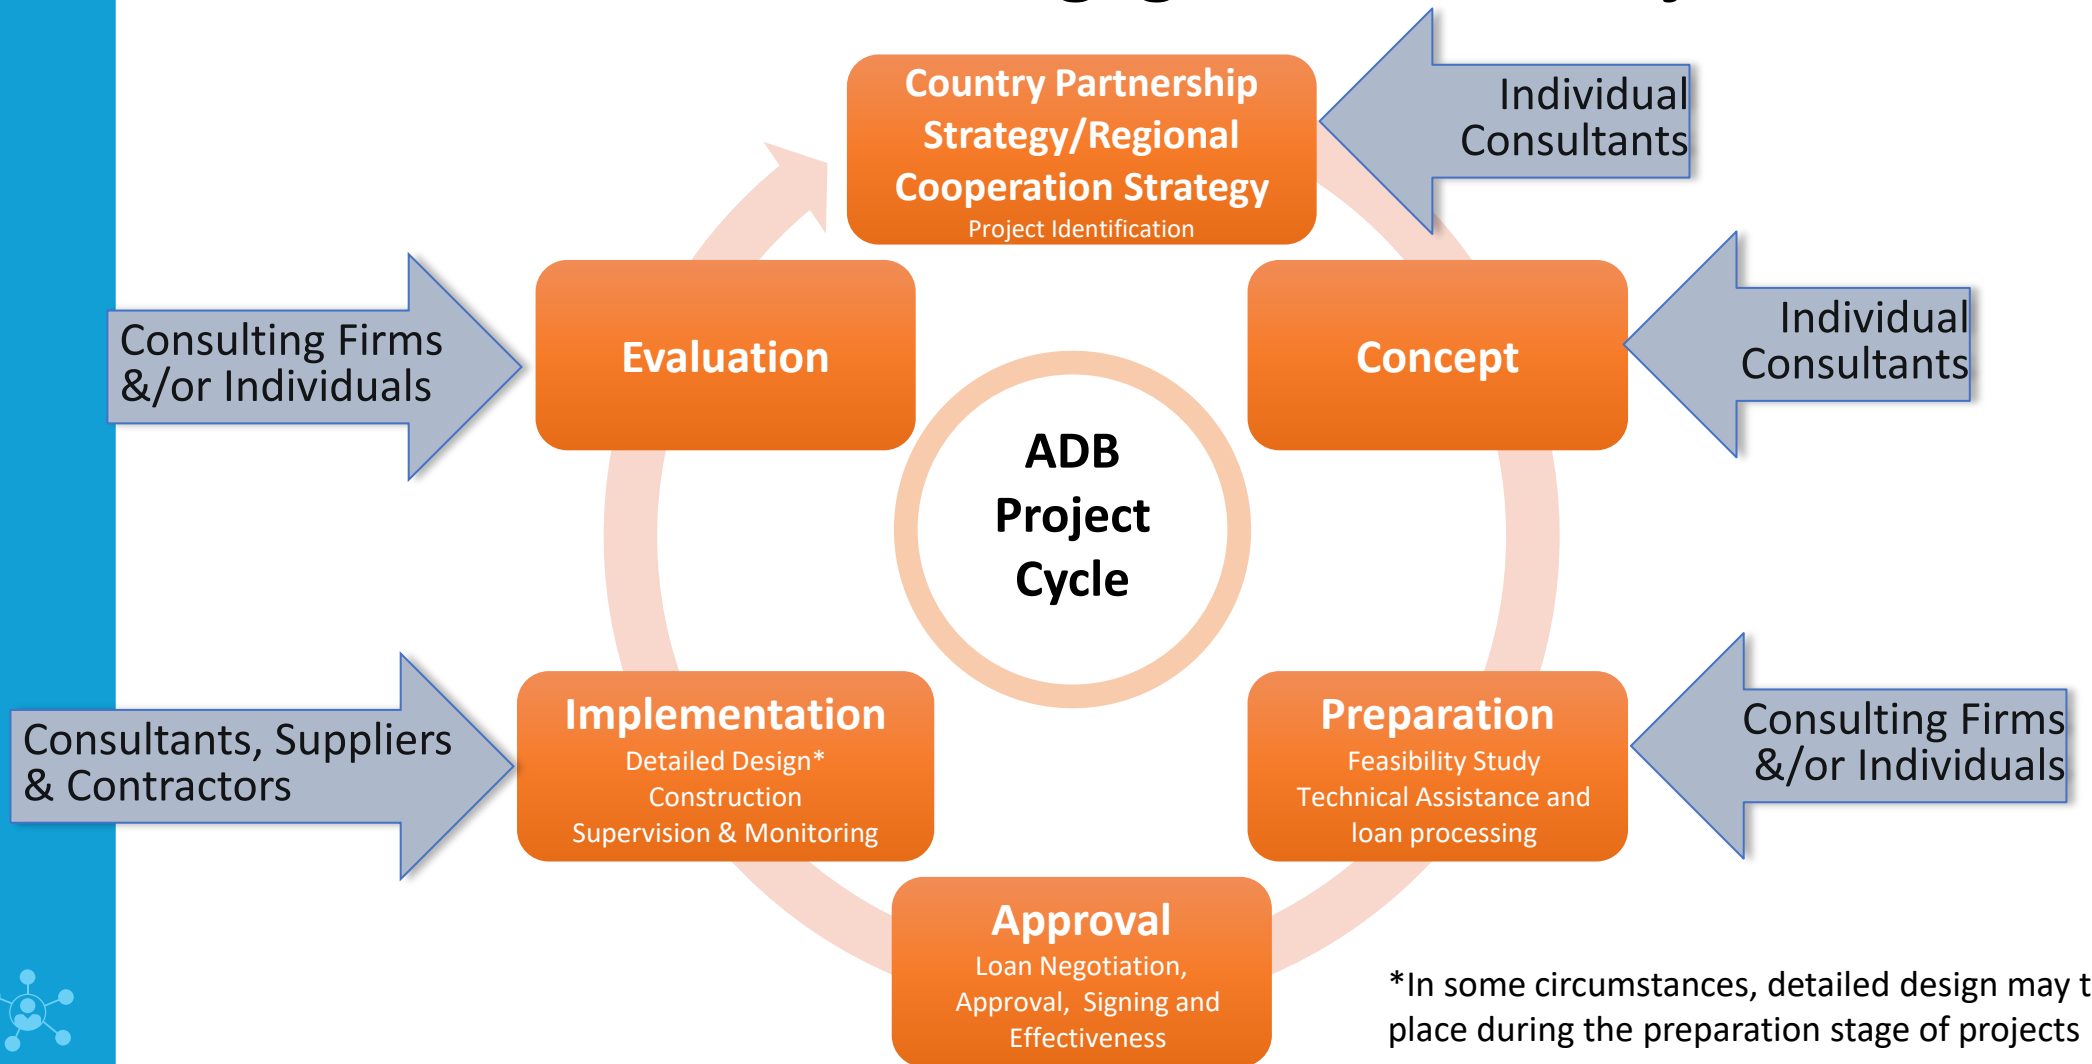 Country Partnership
Strategy/Regional
Cooperation Strategy
Project Identification
Individual
Consultants
Consulting Firms
&/or Individuals
Evaluation
Concept
Individual
Consultants
ADB
Project
Cycle
Consultants, Suppliers
& Contractors
Implementation
Detailed Design*
Construction
Supervision & Monitoring
Preparation
Feasibility Study
Technical Assistance and
loan processing
Consulting Firms
&/or Individuals
Approval
Loan Negotiation,
Approval, Signing and
Effectiveness
*In some circumstances, detailed design may
place during the preparation stage of projects